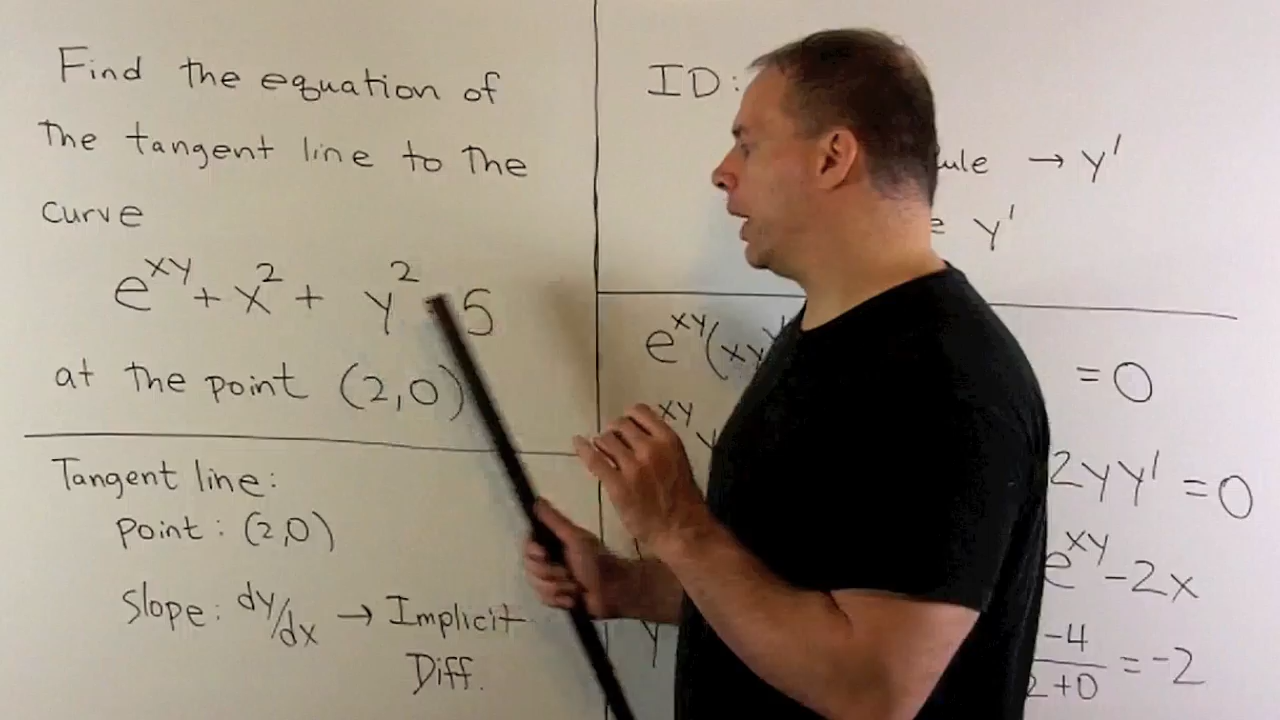 Find the equation of
the tangent line to the
curve
e^xy + x^2 + y^2 = 5
at the point (2,0)
Tangent line:
point: (2,0)
Slope: dy/dx → Implicit
Diff.
ID:
→ y'
y'
e^xy (xy
= 0
xy
2yy' = 0
e^xy - 2x
y
-4/2+0 = -2